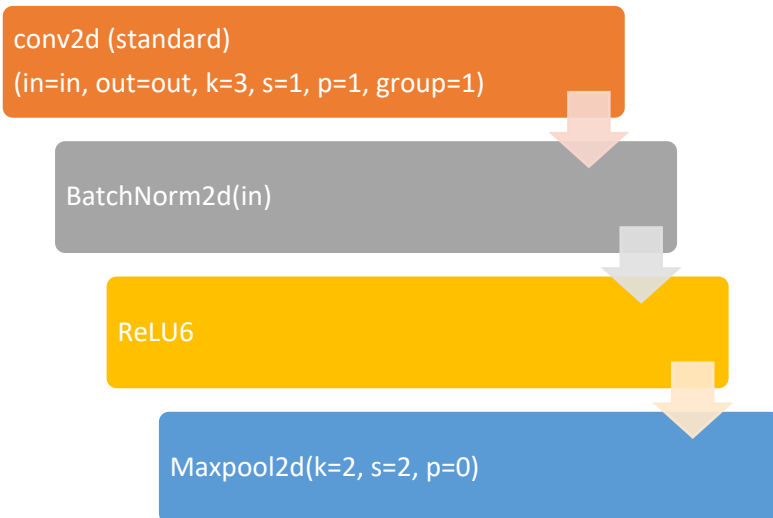 conv2d (standard)
(in=in, out=out, k=3, s=1, p=1, group=1)
BatchNorm2d(in)
ReLU6
Maxpool2d(k=2, s=2, p=0)